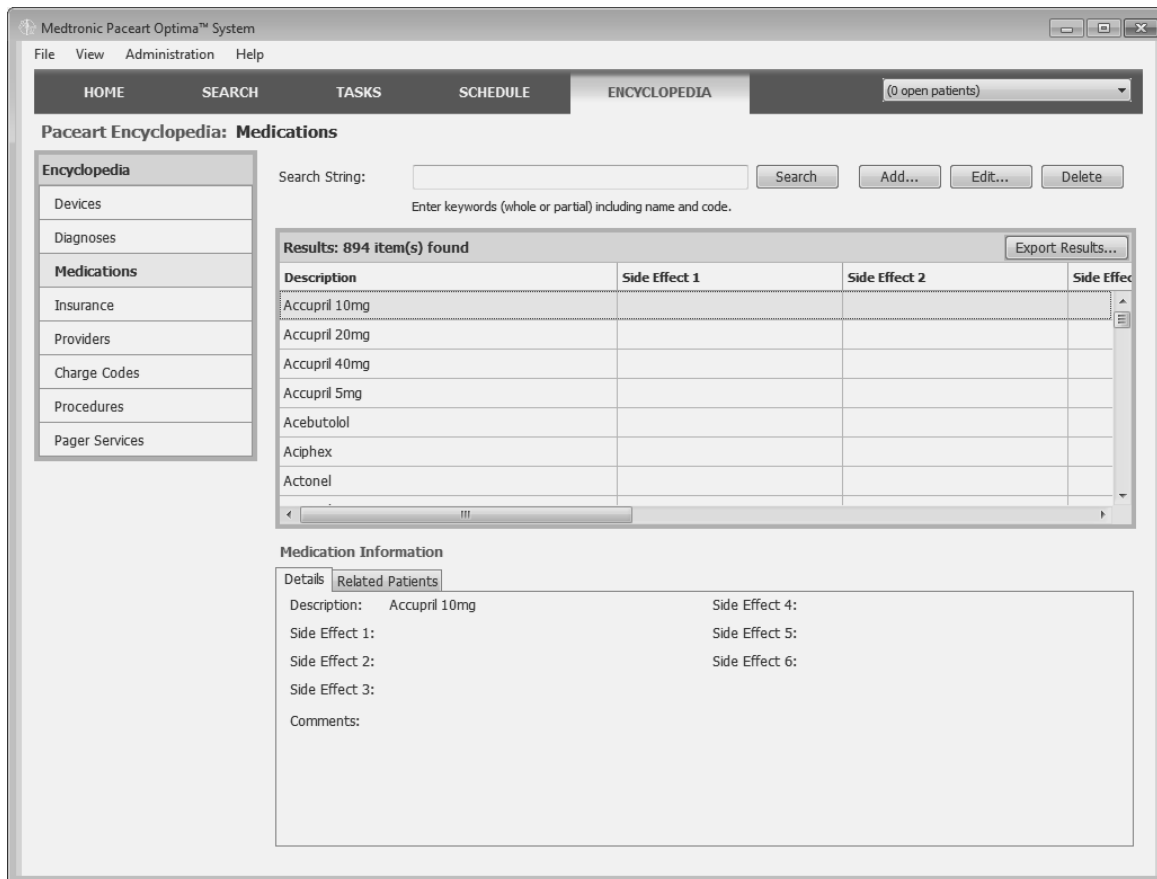 Medtronic Paceart Optima™ System
File View Administration Help
HOME SEARCH TASKS SCHEDULE ENCYCLOPEDIA (0 open patients)
Paceart Encyclopedia: Medications
Encyclopedia
Devices
Diagnoses
Medications
Insurance
Providers
Charge Codes
Procedures
Pager Services
Search String: Search Add... Edit... Delete
Enter keywords (whole or partial) including name and code.
Results: 894 item(s) found Export Results...
Description Side Effect 1 Side Effect 2 Side Effec
Accupril 10mg
Accupril 20mg
Accupril 40mg
Accupril 5mg
Acebutolol
Aciphex
Actonel
Medication Information
Details Related Patients
Description: Accupril 10mg Side Effect 4:
Side Effect 1: Side Effect 5:
Side Effect 2: Side Effect 6:
Side Effect 3:
Comments: